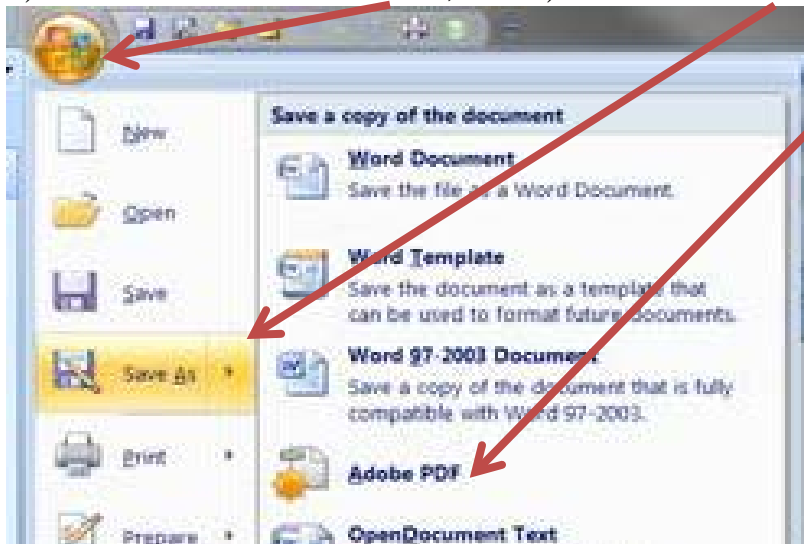 New
Open
Save
Save As
Print
Prepare
Save a copy of the document
Word Document
Save the file as a Word Document.
Word Template
Save the document as a template that
can be used to format future documents.
Word 97-2003 Document
Save a copy of the document that is fully
compatible with Word 97-2003.
Adobe PDF
OpenDocument Text